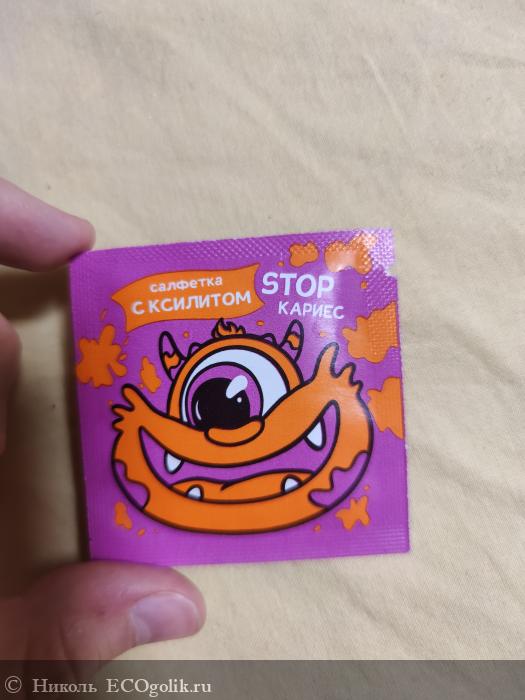 салфетка
С КСИЛИТОМ
STOP
КАРИЕС
© Николь ECOgolik.ru